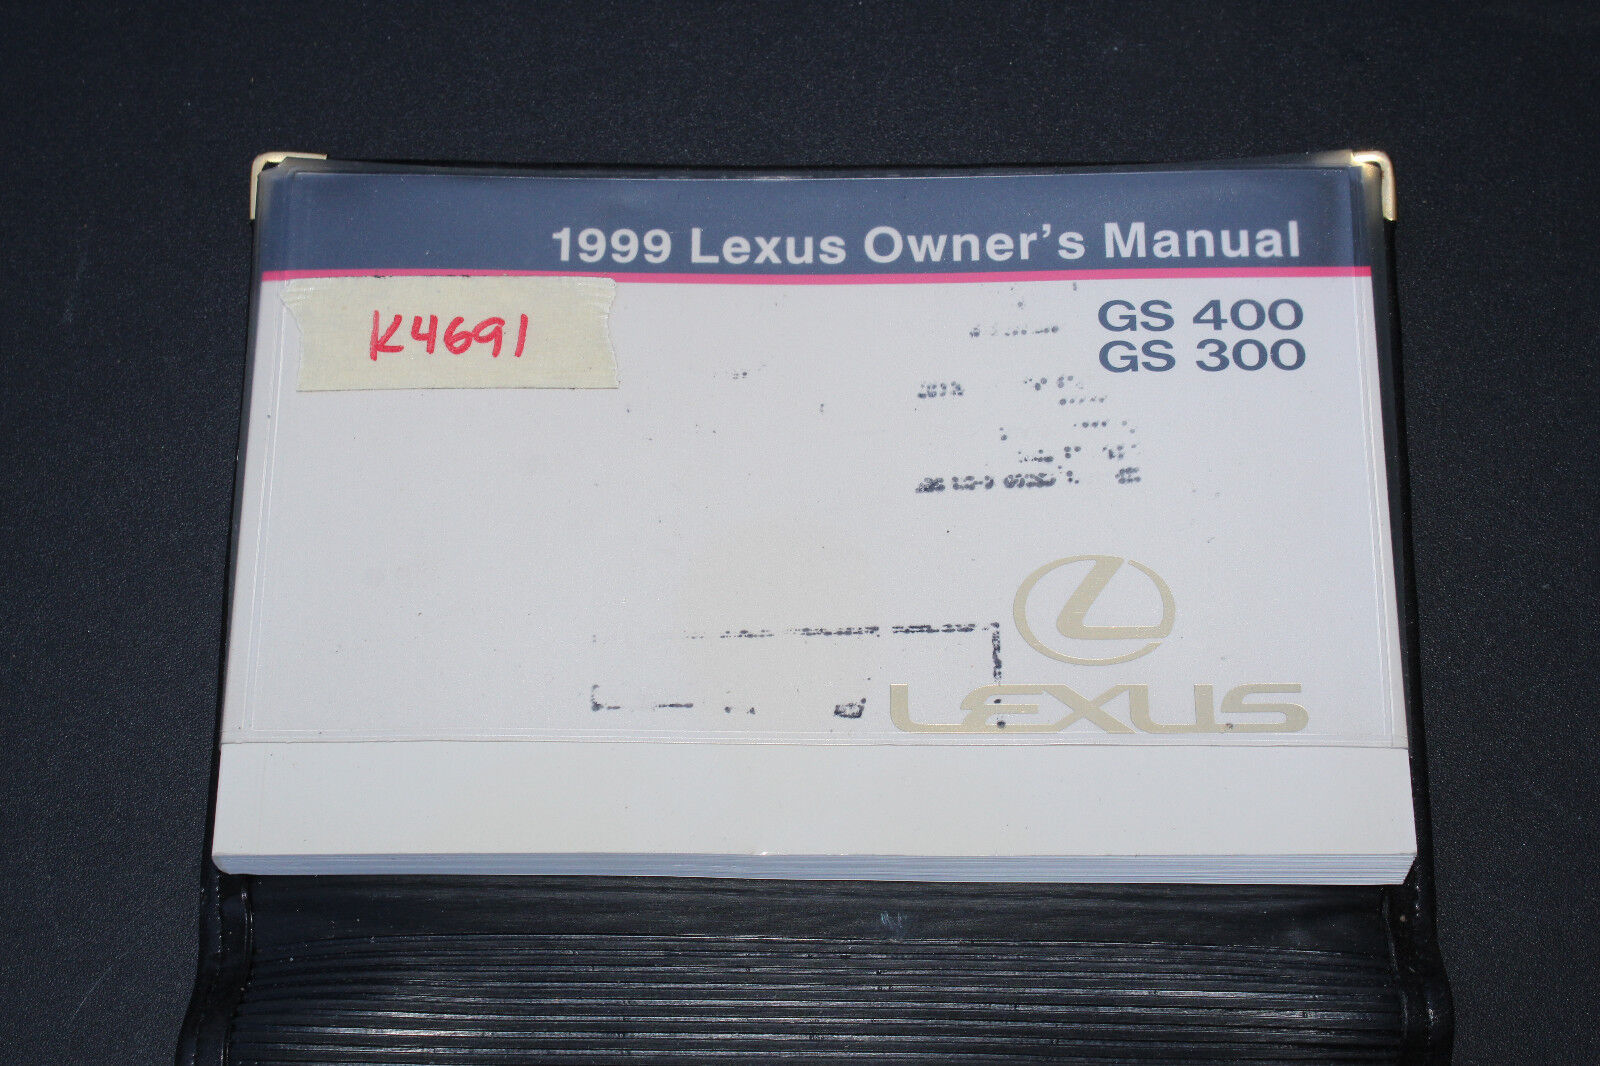 1999 Lexus Owner's Manual
K4691
GS 400
GS 300
LEXUS